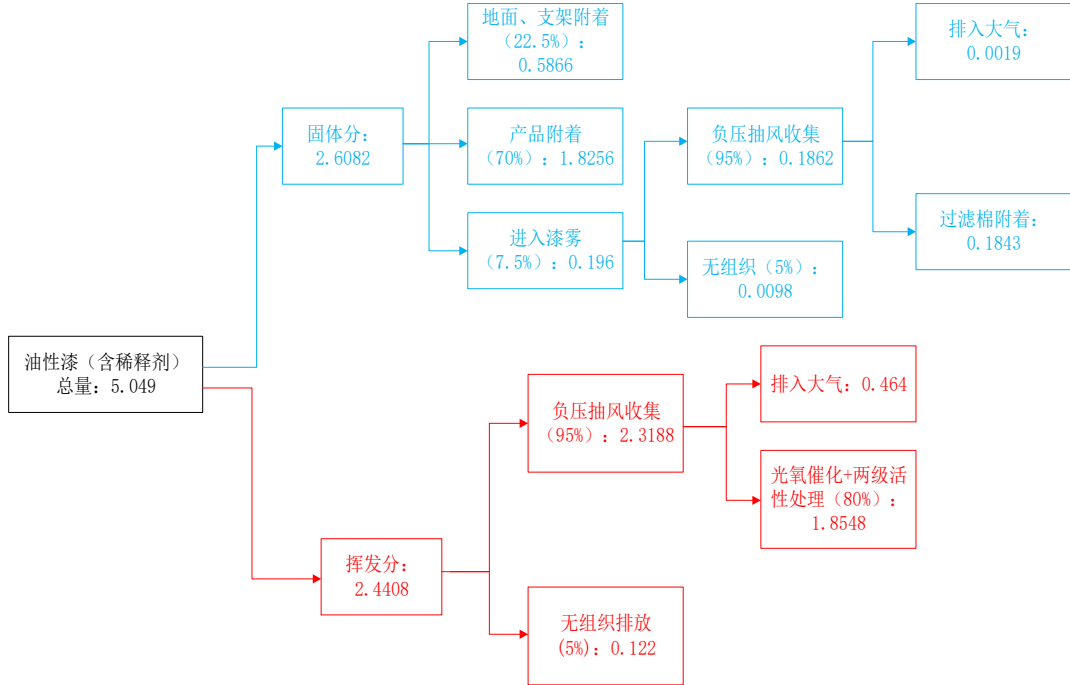 地面、支架附着
（22.5%）：
0.5866
排入大气：
0.0019
固体分：
2.6082
产品附着
（70%）：1.8256
负压抽风收集
（95%）：0.1862
进入漆雾
（7.5%）：0.196
过滤棉附着：
0.1843
无组织（5%）：
0.0098
油性漆（含稀释剂）
总量：5.049
负压抽风收集
（95%）：2.3188
排入大气：0.464
光氧催化+两级活
性处理（80%）：
1.8548
挥发分：
2.4408
无组织排放
(5%)：0.122